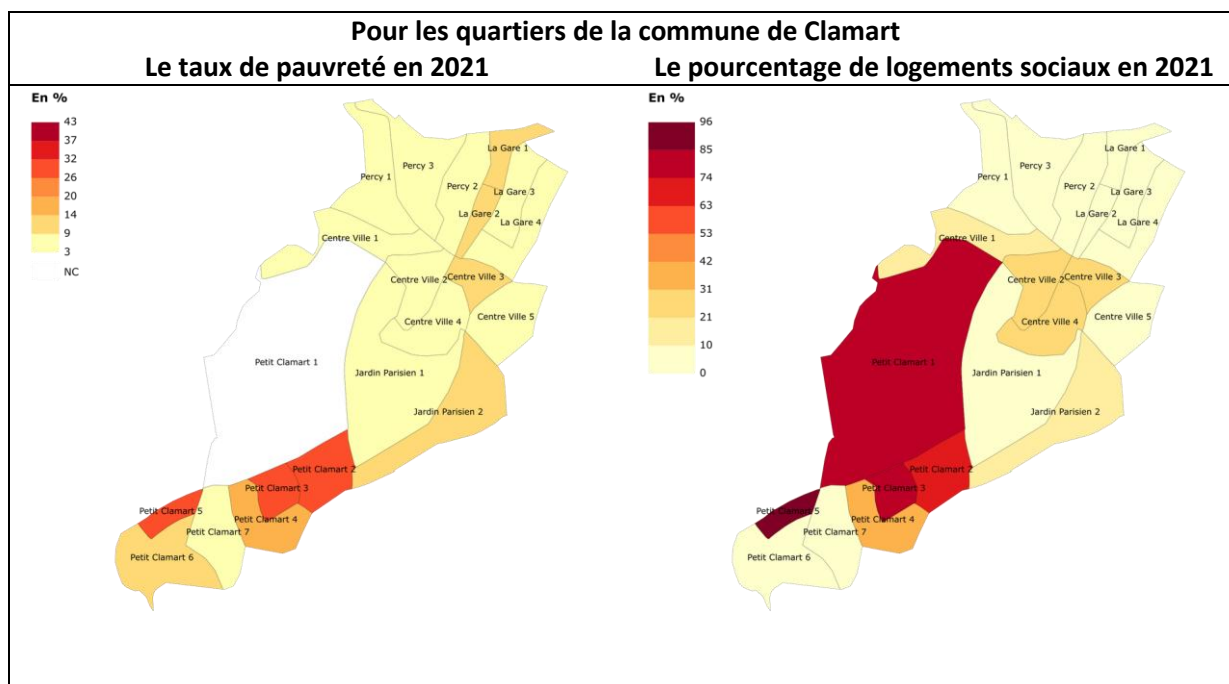 Pour les quartiers de la commune de Clamart
Le taux de pauvreté en 2021
Le pourcentage de logements sociaux en 2021
En %
43
37
32
26
20
14
9
3
NC
La Gare 1
Percy 3
Percy 1
Percy 2
La Gare 3
La Gare 2
La Gare 4
Centre Ville 1
Centre Ville 2
Centre Ville 3
Centre Ville 4
Centre Ville 5
Petit Clamart 1
Jardin Parisien 1
Jardin Parisien 2
Petit Clamart 2
Petit Clamart 3
Petit Clamart 5
Petit Clamart 4
Petit Clamart 7
Petit Clamart 6
En %
96
85
74
63
53
42
31
21
10
0
La Gare 1
Percy 3
Percy 1
Percy 2
La Gare 3
La Gare 2
La Gare 4
Centre Ville 1
Centre Ville 2
Centre Ville 3
Centre Ville 4
Centre Ville 5
Petit Clamart 1
Jardin Parisien 1
Jardin Parisien 2
Petit Clamart 2
Petit Clamart 3
Petit Clamart 5
Petit Clamart 4
Petit Clamart 7
Petit Clamart 6